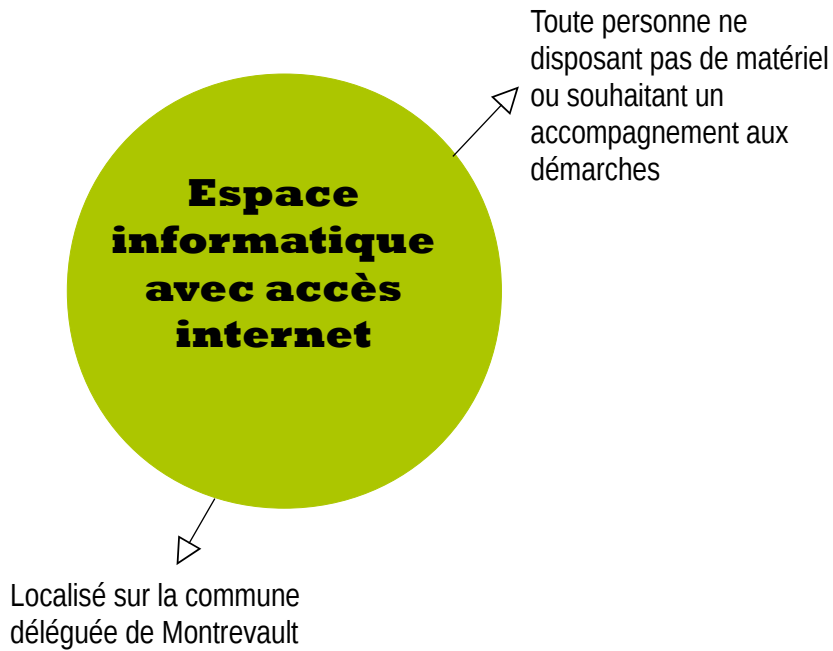 Toute personne ne
disposant pas de matériel
ou souhaitant un
accompagnement aux
démarches
Espace
informatique
avec accès
internet
Localisé sur la commune
déléguée de Montrevault